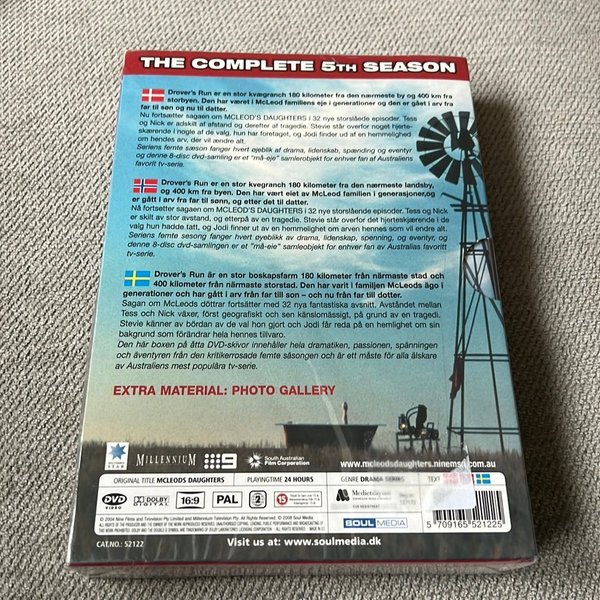 THE COMPLETE 5TH SEASON
Drover's Run er en stor kvægranch 180 kilometer fra den nærmeste by og 400 km fra
storbyen. Den har været i McLeod familiens eje i generationer og den er gået i arv fra
far til søn og nu til datter.
Nu fortsætter sagaen om MCLEOD'S DAUGHTERS i 32 nye storslåede episoder. Tess
og Nick er adskilt af afstand og derefter af tragedie. Stevie står overfor noget hjerte-
skærende i nogle af de valg, hun har foretaget, og Jodi finder ud af en hemmelighed
om hendes arv, der vil ændre alt.
Seriens femte sæson fanger hvert øjeblik af drama, lidenskab, spænding og eventyr
og denne 8-disc dvd-samling er et "må-eje" samlerobjekt for enhver fan af Australiens
favorit tv-serie.
Drover's Run er en stor kvegranch 180 kilometer fra den nærmeste landsby,
og 400 km fra byen. Den har vært eiet av McLeod familien i generasjoner,og den
er gått i arv fra far til sønn, og etter det til datter.
Nå fortsetter sagaen om MCLEOD'S DAUGHTERS i 32 nye storslåtte episoder. Tess og Nick
er skilt av stor avstand, og etterpå av en tragedie. Stevie står overfor det hjerteskjærende i de
valg hun hadde tatt, og Jodi finner ut av en hemmelighet om arven hennes som vil endre alt.
Seriens femte sesong fanger hvert øyeblikk av drama, lidenskap, spenning, og eventyr, og
denne 8-disc dvd-samlingen er et "må-eie" samleobjekt for enhver fan av Australias favoritt
tv-serie.
Drover's Run är en stor boskapsfarm 180 kilometer från närmaste stad och
400 kilometer från närmaste storstad. Den har varit i familjen McLeods ägo i
generationer och har gått i arv från far till son – och nu från far till dotter.
Sagan om McLeods döttrar fortsätter med 32 nya fantastiska avsnitt. Avståndet mellan
Tess och Nick växer, först geografiskt och sen känslomässigt, på grund av en tragedi.
Stevie känner av bördan av de val hon gjort och Jodi får reda på en hemlighet om sin
bakgrund som förändrar hela hennes tillvaro.
Den här boxen på åtta DVD-skivor innehåller hela dramatiken, passionen, spänningen
och äventyren från den kritikerrosade femte säsongen och är ett måste för alla älskare
av Australiens mest populära tv-serie.
EXTRA MATERIAL: PHOTO GALLERY
SOUTHERN STAR
MILLENNIUM
9
South Australian
Film Corporation
www.mcleodsdaughters.ninemsn.
ORIGINAL TITLE MCLEODS DAUGHTERS
PLAYINGTIME 24 HOURS
GENRE DRAMA SERIES
TEXT
DVD VIDEO
DOLBY DIGITAL
16:9
PAL
2
15
SOUL MEDIA
5 709165 521225
CAT.NO.: 52122
Visit us at: www.soulmedia.dk